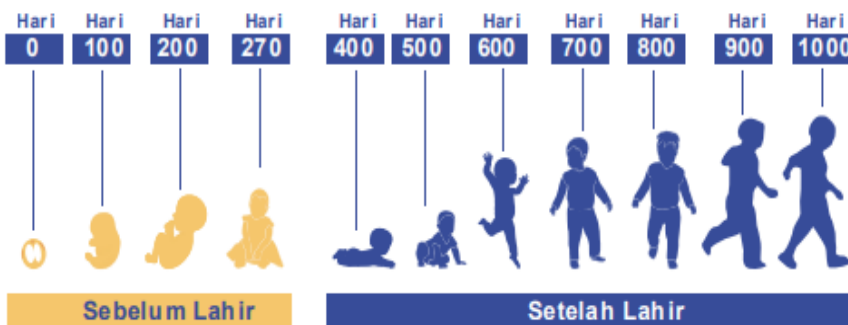 Hari Hari Hari Hari Hari Hari Hari Hari Hari Hari Hari
0 100 200 270 400 500 600 700 800 900 1000
Sebelum Lahir Setelah Lahir